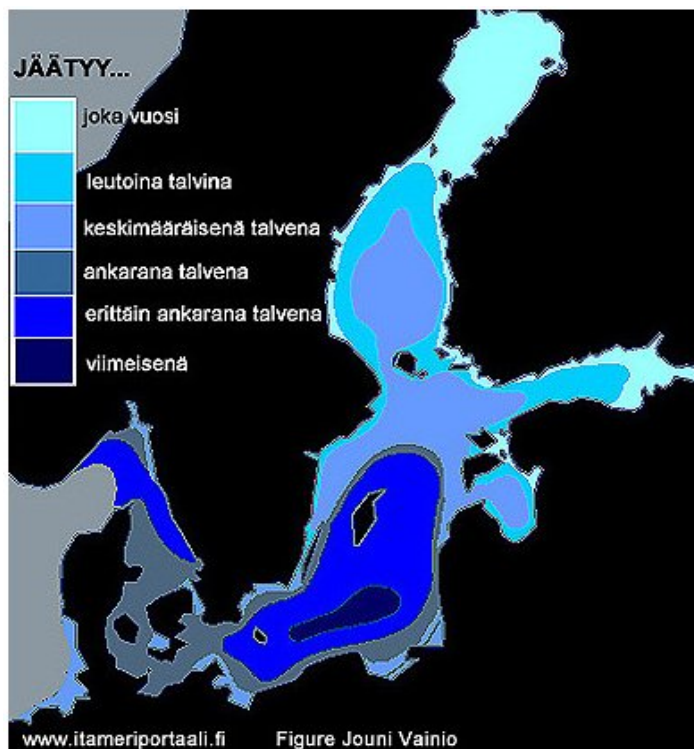 JÄÄTYY...
joka vuosi
leutoina talvina
keskimääräisenä talvena
ankarana talvena
erittäin ankarana talvena
viimeisenä
www.itameriportaali.fi Figure Jouni Vainio